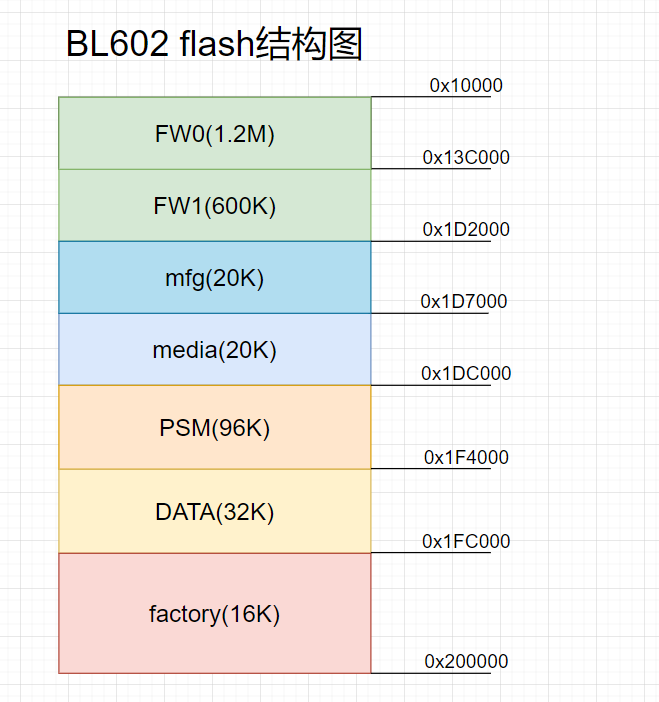 BL602 flash结构图
0x10000
FW0(1.2M)
0x13C000
FW1(600K)
0x1D2000
mfg(20K)
0x1D7000
media(20K)
0x1DC000
PSM(96K)
0x1F4000
DATA(32K)
0x1FC000
factory(16K)
0x200000